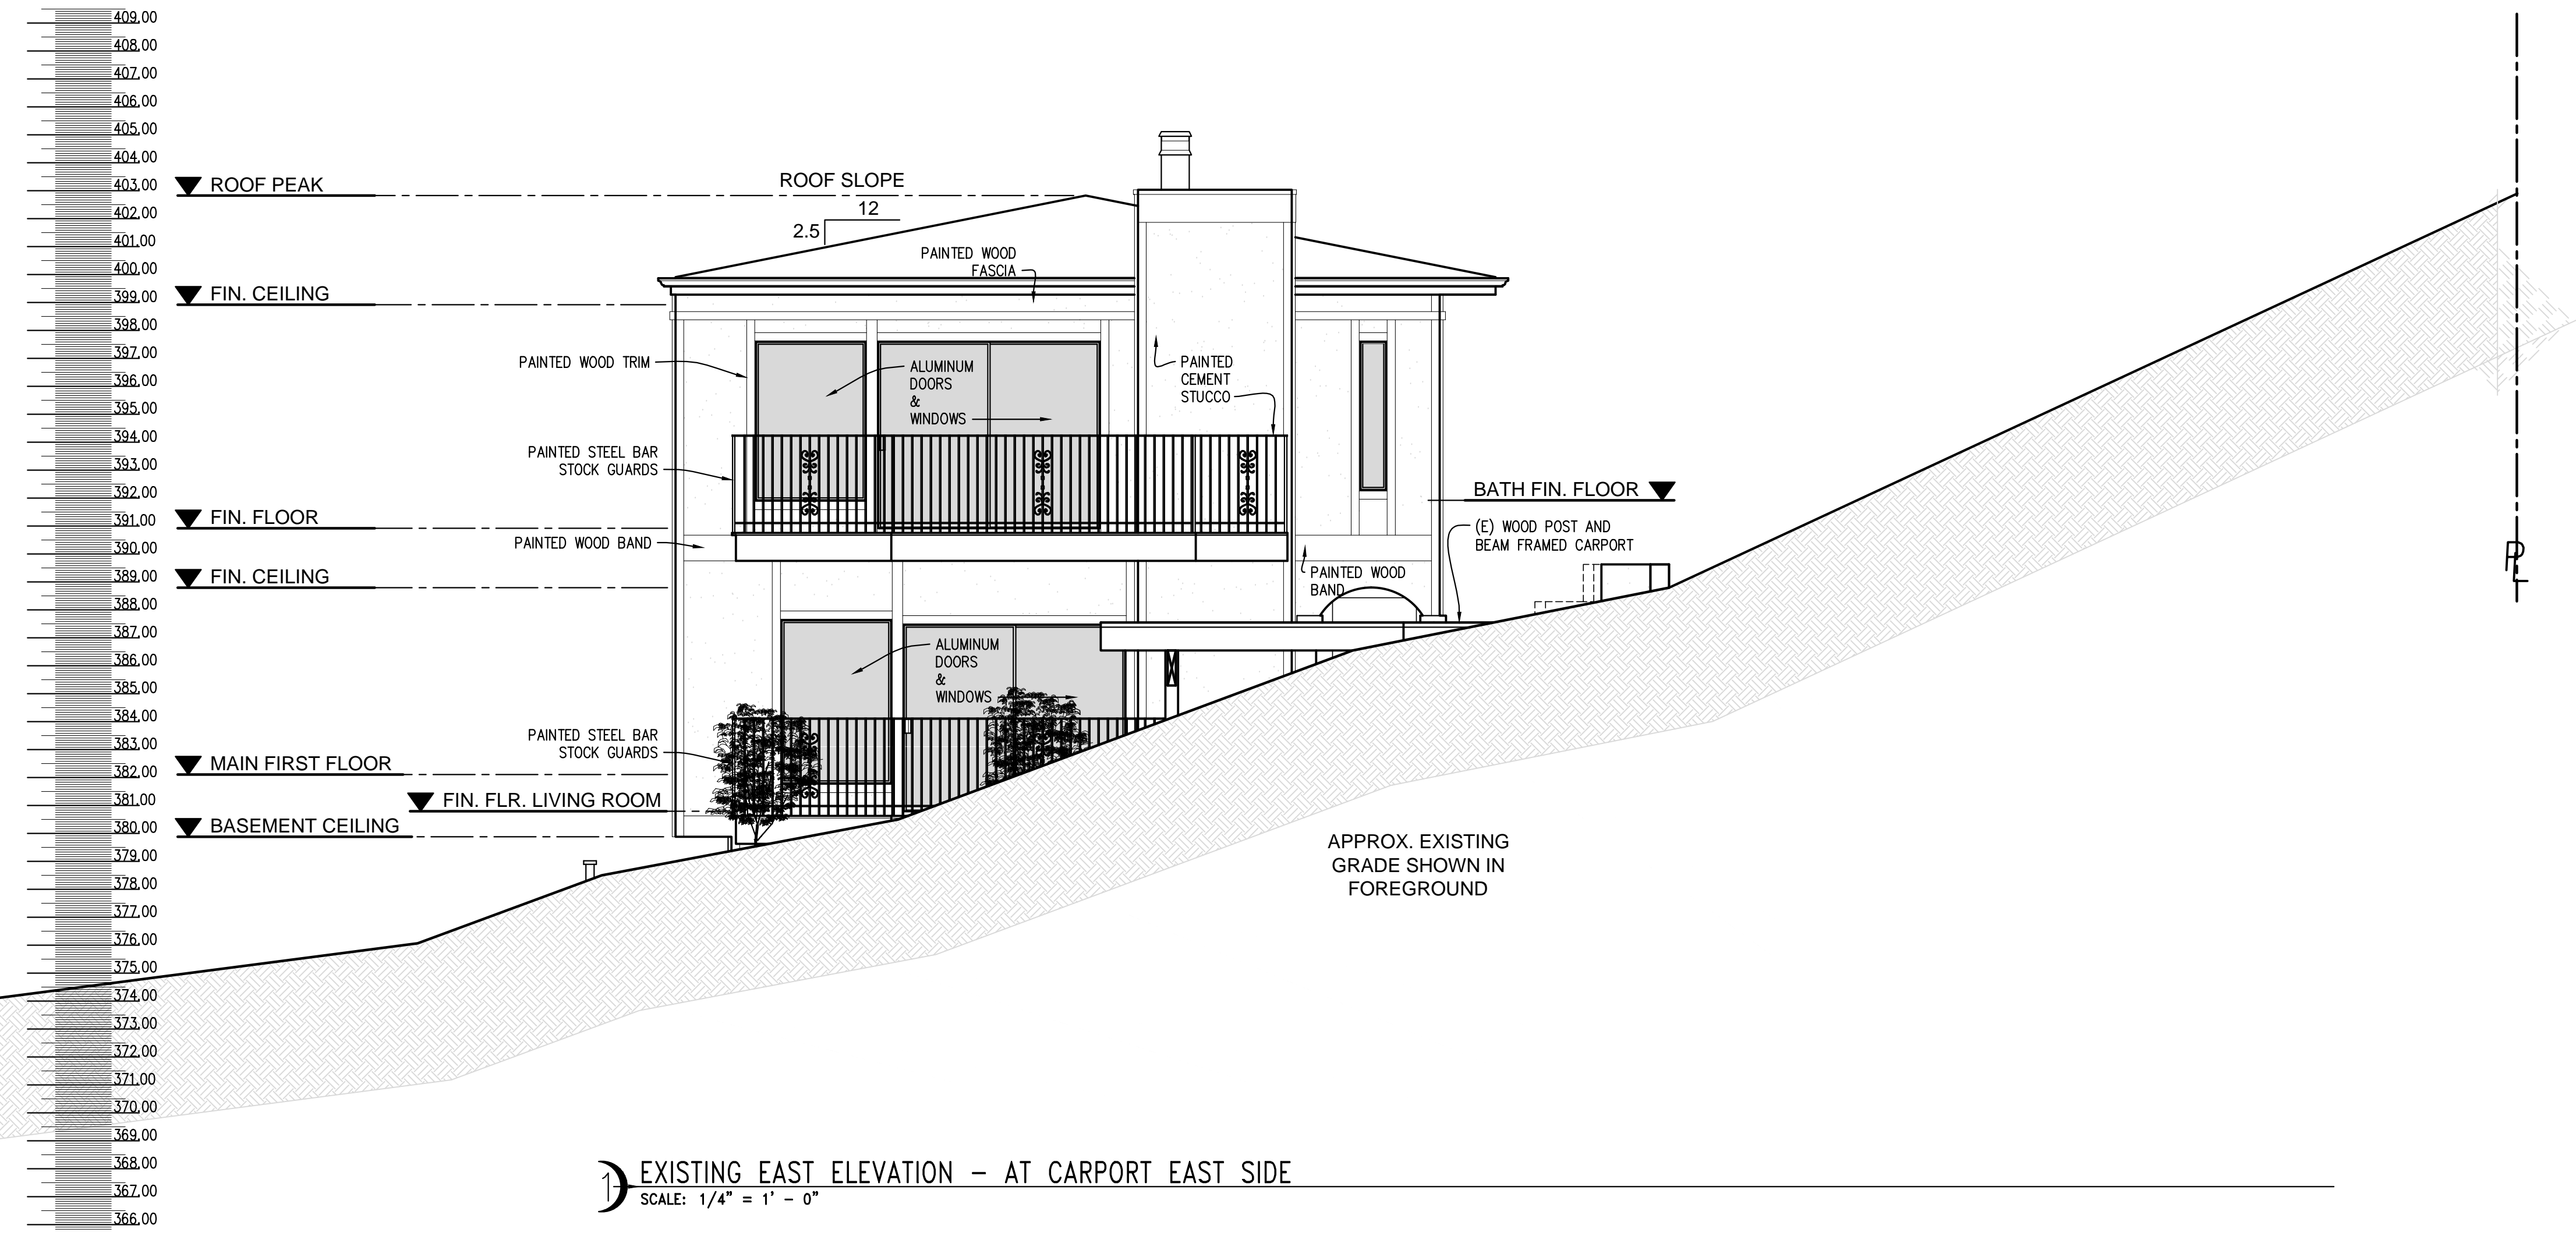 409.00
408.00
407.00
406.00
405.00
404.00
403.00
402.00
401.00
400.00
399.00
398.00
397.00
396.00
395.00
394.00
393.00
392.00
391.00
390.00
389.00
388.00
387.00
386.00
385.00
384.00
383.00
382.00
381.00
380.00
379.00
378.00
377.00
376.00
375.00
374.00
373.00
372.00
371.00
370.00
369.00
368.00
367.00
366.00
ROOF PEAK
FIN. CEILING
FIN. FLOOR
FIN. CEILING
MAIN FIRST FLOOR
FIN. FLR. LIVING ROOM
BASEMENT CEILING
ROOF SLOPE
12
2.5
PAINTED WOOD
FASCIA
PAINTED WOOD TRIM
ALUMINUM
DOORS
&
WINDOWS
PAINTED
CEMENT
STUCCO
PAINTED STEEL BAR
STOCK GUARDS
PAINTED WOOD BAND
BATH FIN. FLOOR
(E) WOOD POST AND
BEAM FRAMED CARPORT
PAINTED WOOD
BAND
ALUMINUM
DOORS
&
WINDOWS
PAINTED STEEL BAR
STOCK GUARDS
PL
APPROX. EXISTING
GRADE SHOWN IN
FOREGROUND
1
EXISTING EAST ELEVATION - AT CARPORT EAST SIDE
SCALE: 1/4" = 1' - 0"